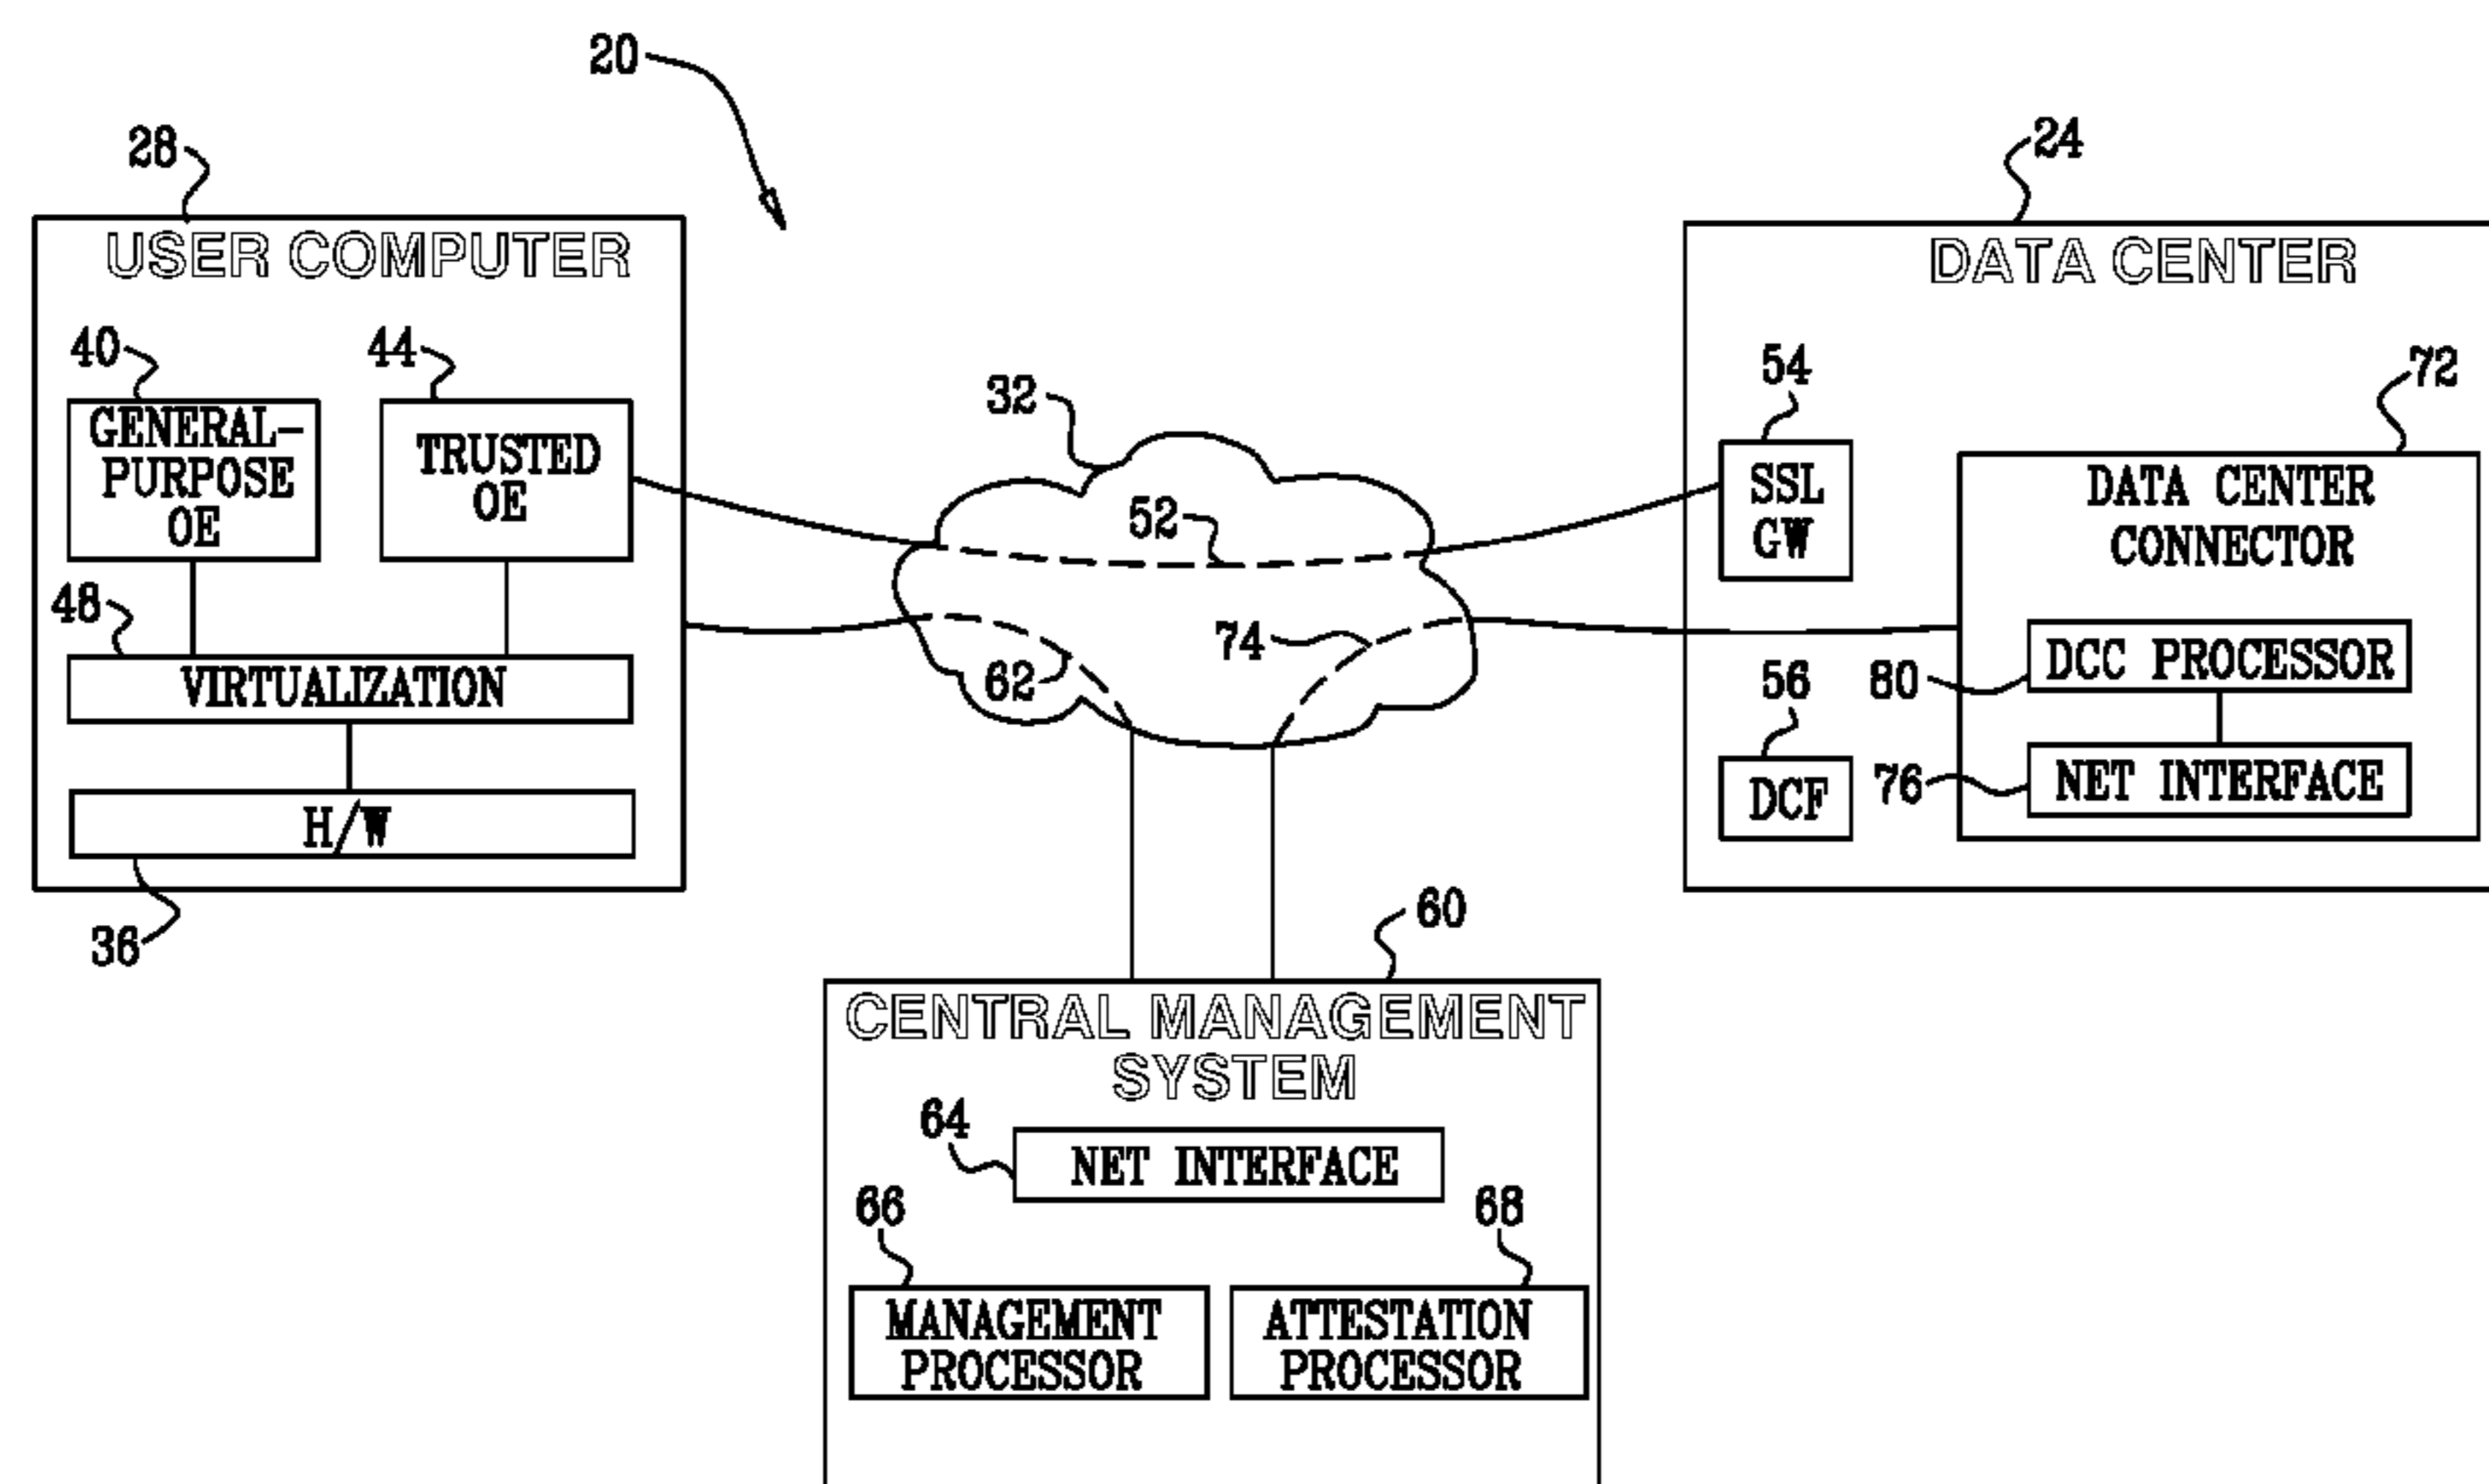 20
28
USER COMPUTER
40
44
GENERAL-
PURPOSE
OE
TRUSTED
OE
48
VIRTUALIZATION
H/W
36
32
52
62
74
24
DATA CENTER
54
SSL
GW
72
DATA CENTER
CONNECTOR
56
DCF
80
DCC PROCESSOR
76
NET INTERFACE
60
CENTRAL MANAGEMENT
SYSTEM
64
NET INTERFACE
66
MANAGEMENT
PROCESSOR
68
ATTESTATION
PROCESSOR